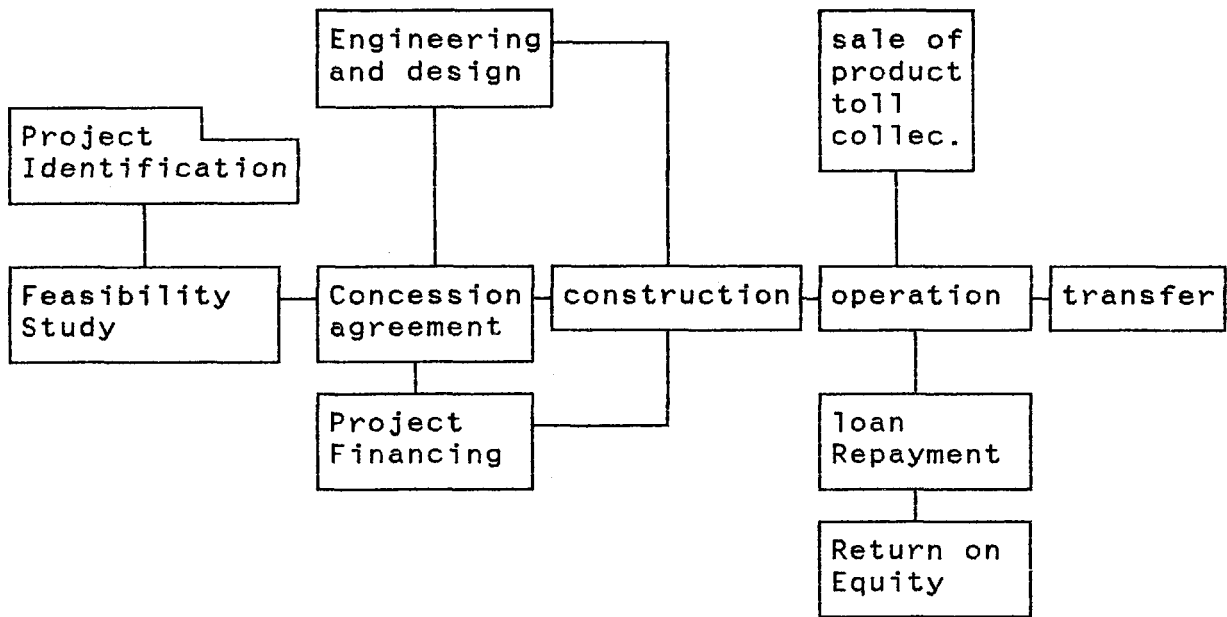 Engineering
and design
sale of
product
toll
collec.
Project
Identification
Feasibility
Study
Concession
agreement
construction
operation
transfer
Project
Financing
loan
Repayment
Return on
Equity